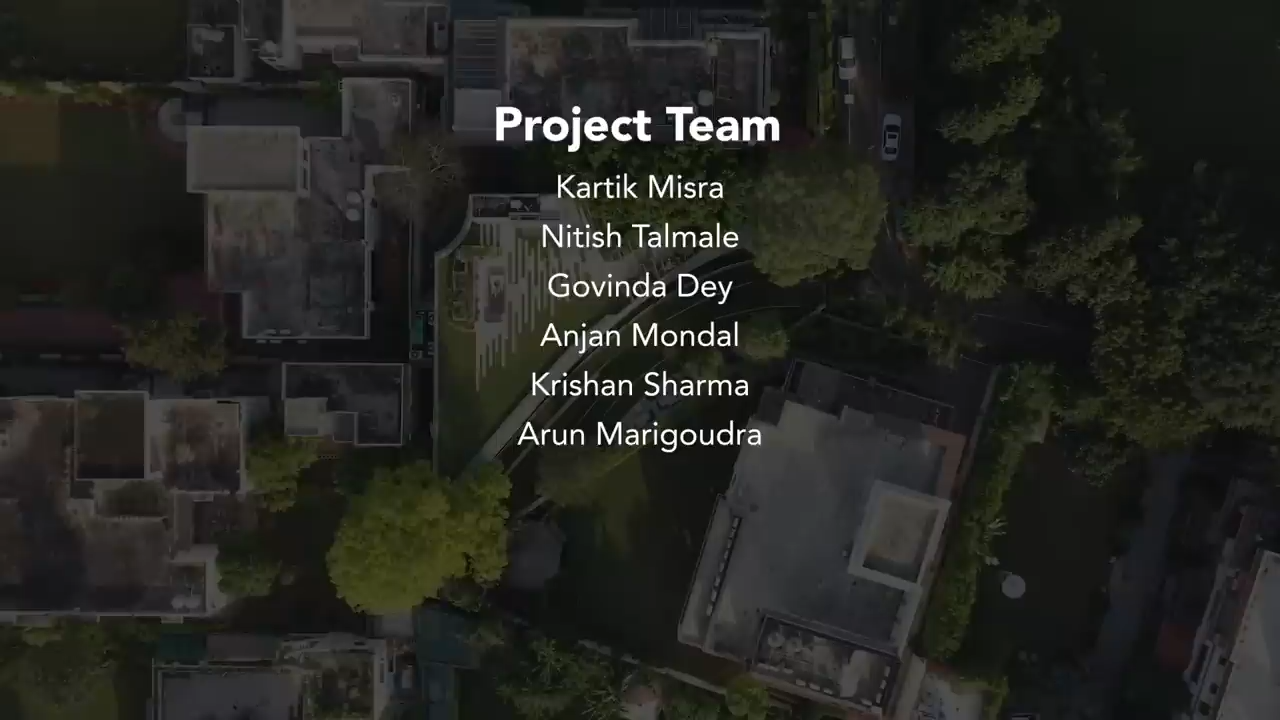 Project Team
Kartik Misra
Nitish Talmale
Govinda Dey
Anjan Mondal
Krishan Sharma
Arun Marigoudra